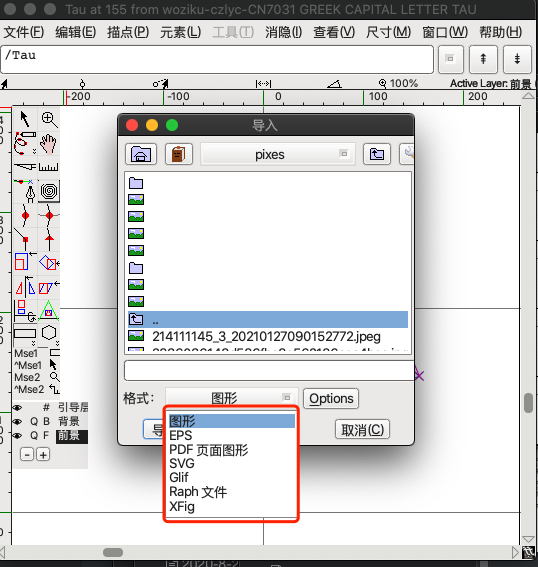 Tau at 155 from woziku-czlyc-CN7031 GREEK CAPITAL LETTER TAU
文件(F) 编辑(E) 描点(P) 元素(L) 工具(T) 消隐(I) 查看(V) 尺寸(M) 窗口(W) 帮助(H)
/Tau
100% Active Layer: 前景
-200 -100 0 100 200
导入
pixes
..
214111145_3_20210127090152772.jpeg
格式: 图形 Options
图形
EPS
PDF 页面图形
SVG
Glif
Raph 文件
XFig
导
取消(C)
Mse1
^Mse1
Mse2
^Mse2
# 引导层
Q B 背景
Q F 前景